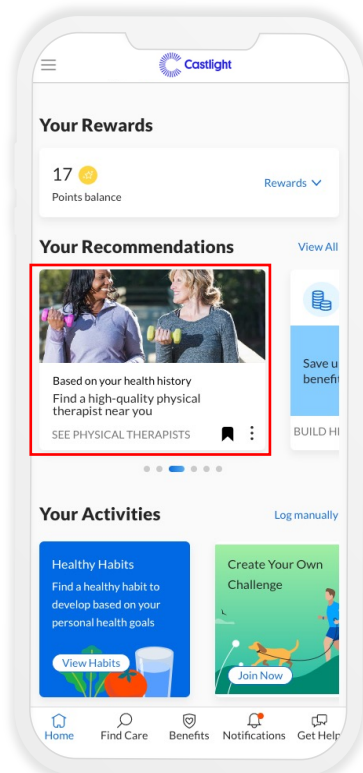 Castlight
Your Rewards
17
Points balance
Rewards
Your Recommendations
View All
Based on your health history
Find a high-quality physical
therapist near you
SEE PHYSICAL THERAPISTS
Save u
benefi
BUILD HI
Your Activities
Log manually
Healthy Habits
Find a healthy habit to
develop based on your
personal health goals
View Habits
Create Your Own
Challenge
Join Now
Home
Find Care
Benefits
Notifications
Get Help